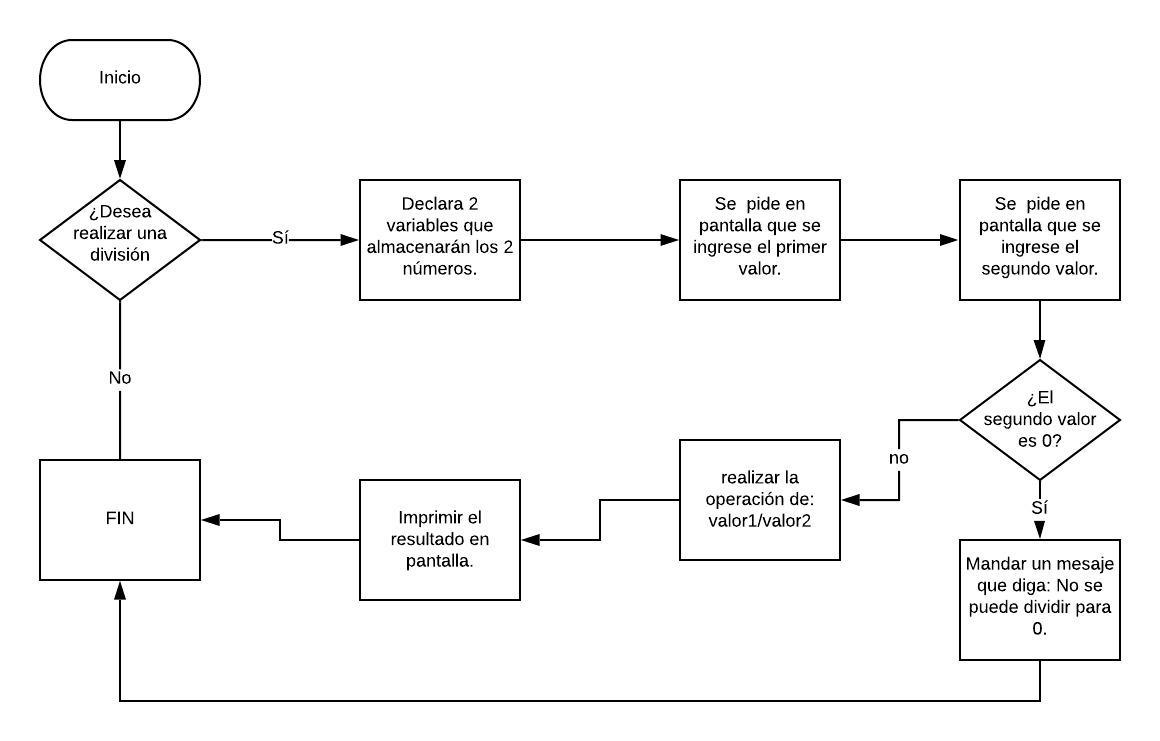 Inicio
¿Desea
realizar una
división
Sí
Declara 2
variables que
almacenarán los 2
números.
Se pide en
pantalla que se
ingrese el primer
valor.
Se pide en
pantalla que se
ingrese el
segundo valor.
No
¿El
segundo valor
es 0?
no
Sí
realizar la
operación de:
valor1/valor2
Imprimir el
resultado en
pantalla.
FIN
Mandar un mesaje
que diga: No se
puede dividir para
0.